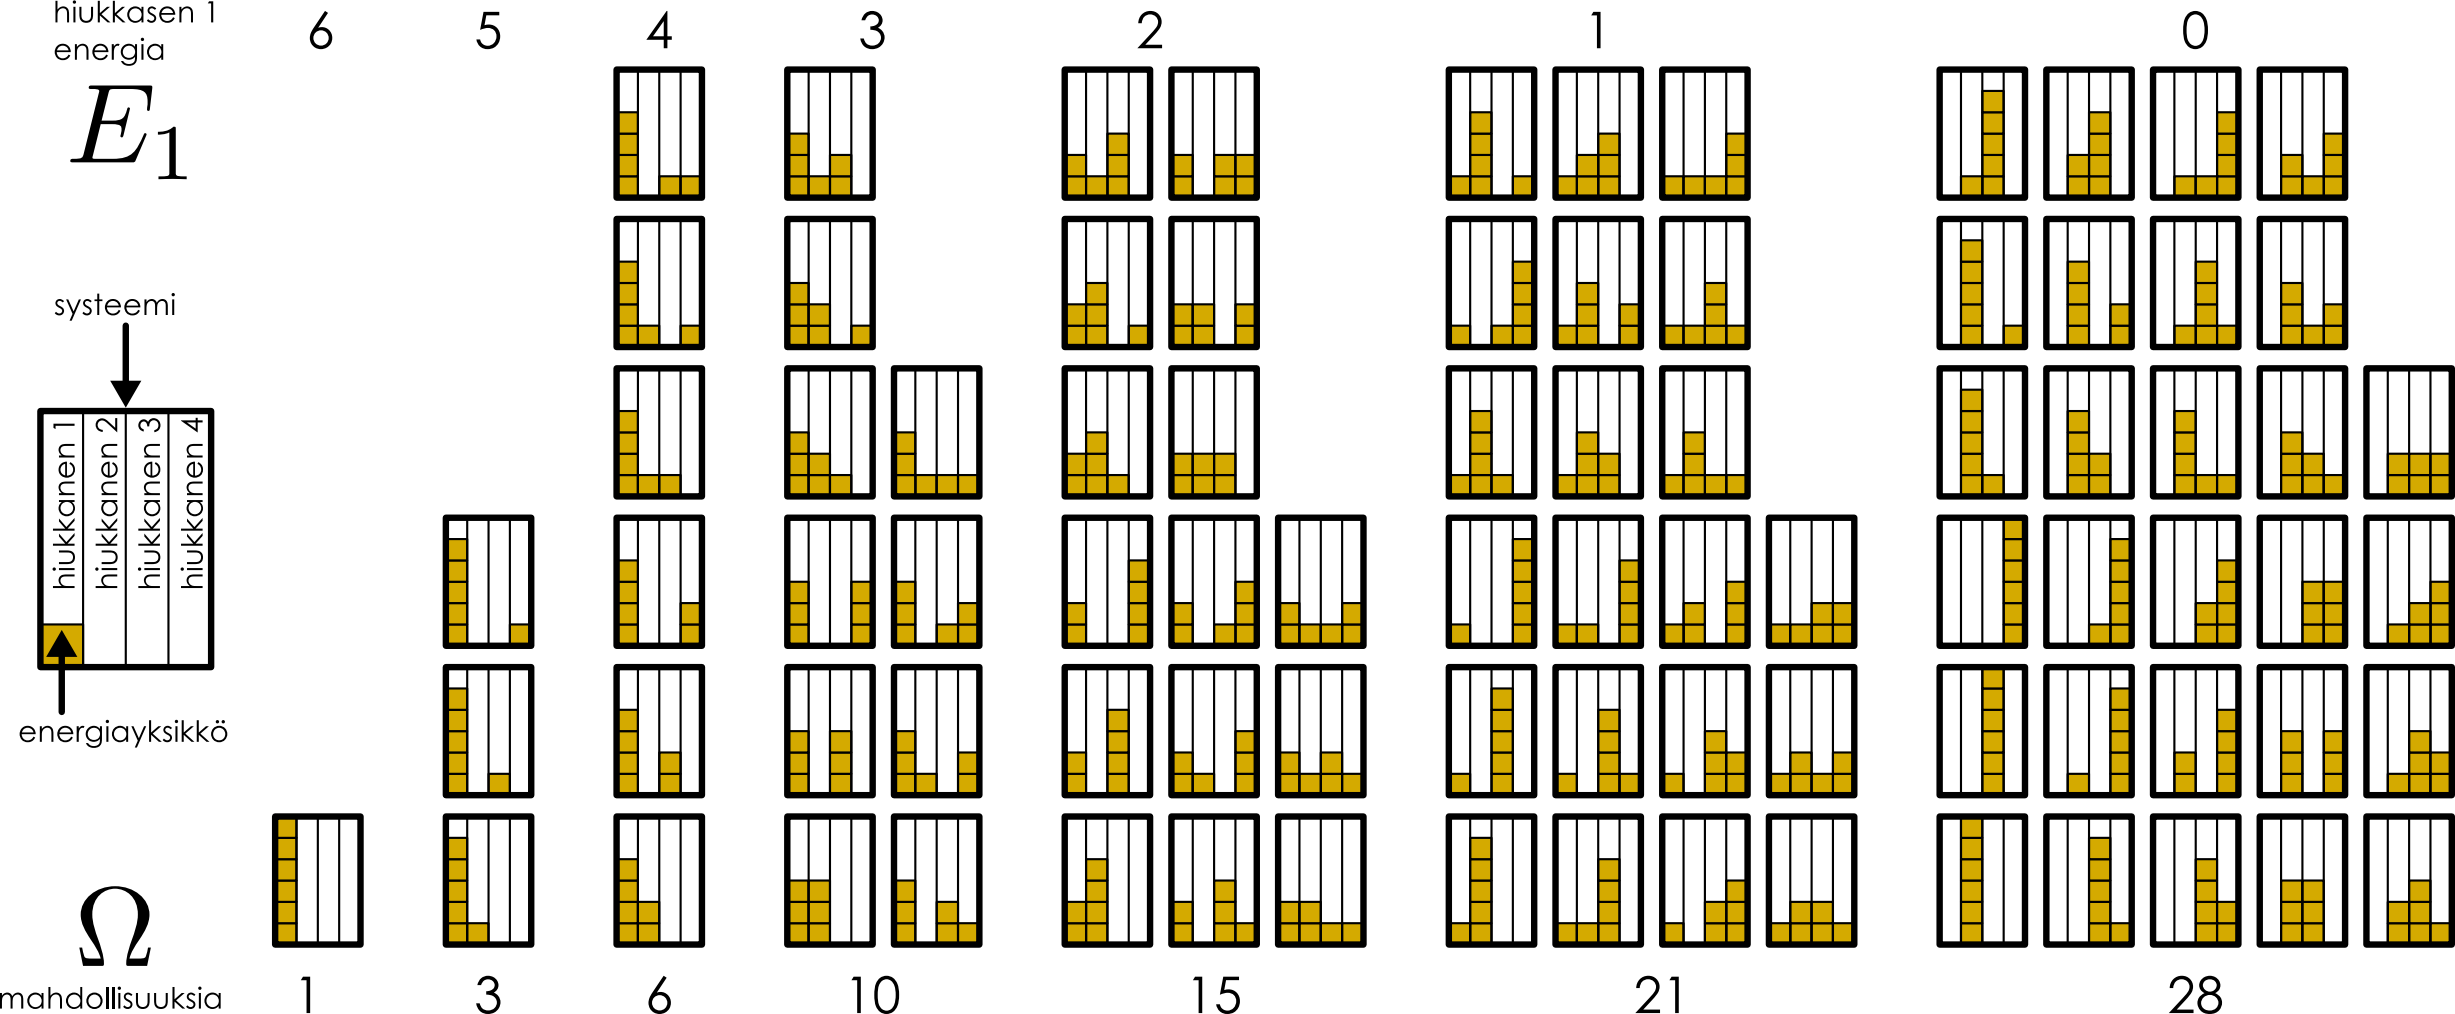 hiukkasen 1
energia
6 5 4 3 2 1 0
E₁
systeemi
hiukkanen 1
hiukkanen 2
hiukkanen 3
hiukkanen 4
energiayksikkö
Ω
mahdollisuuksia
1 3 6 10 15 21 28